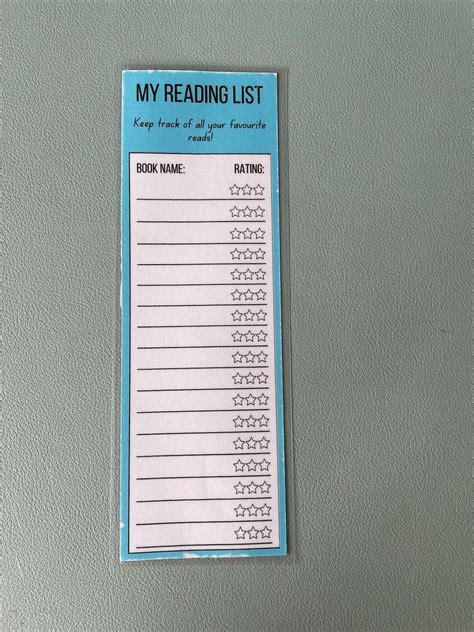 MY READING LIST
Keep track of all your favourite
reads!
BOOK NAME: RATING: